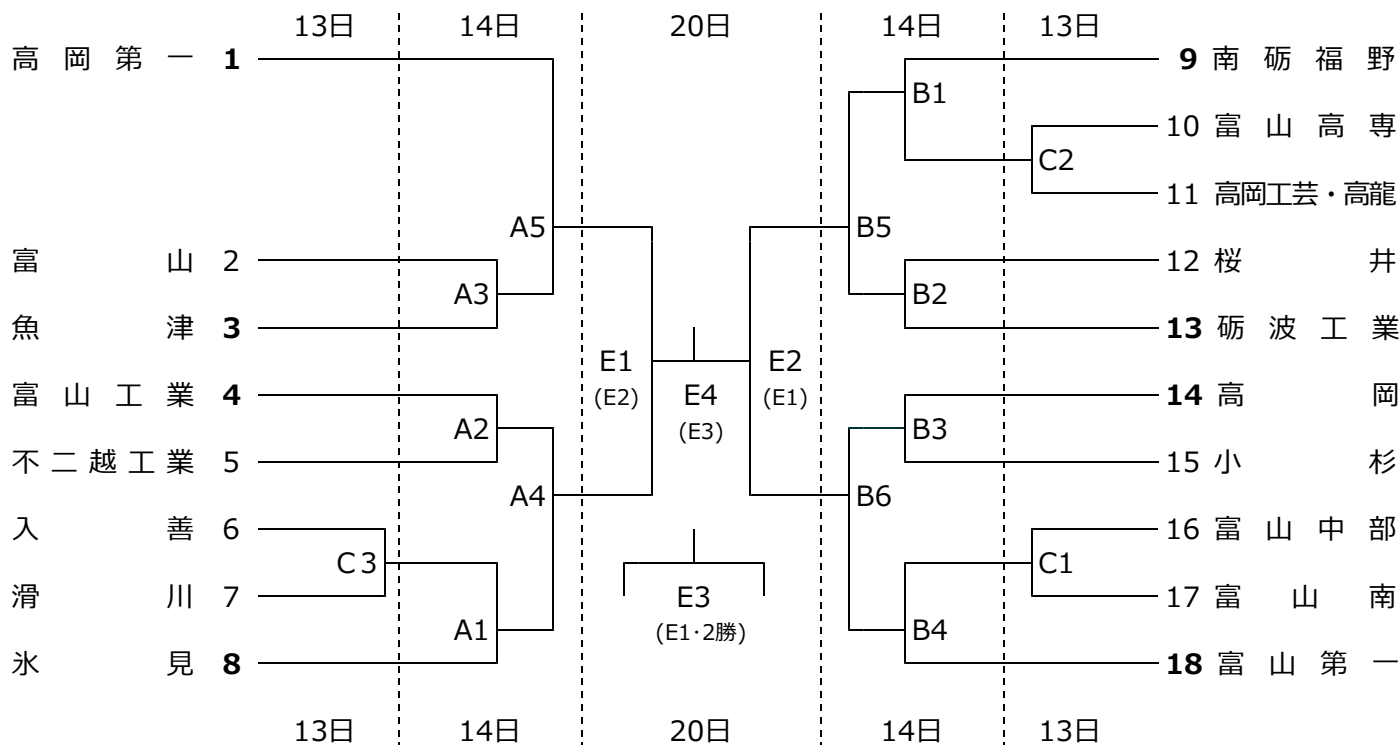 13日 14日 20日 14日 13日
高岡第一 1 9 南砺福野
B1
10 富山高専
C2
11 高岡工芸・高龍
A5 B5
富山 2 12 桜井
A3 B2
魚津 3 13 砺波工業
E1 E2
(E2) E4 (E1)
富山工業 4 14 高岡
(E3)
A2 B3
不二越工業 5 15 小杉
A4 B6
入善 6 16 富山中部
C3 C1
滑川 7 E3 17 富山南
A1 (E1･2勝) B4
氷見 8 18 富山第一
13日 14日 20日 14日 13日